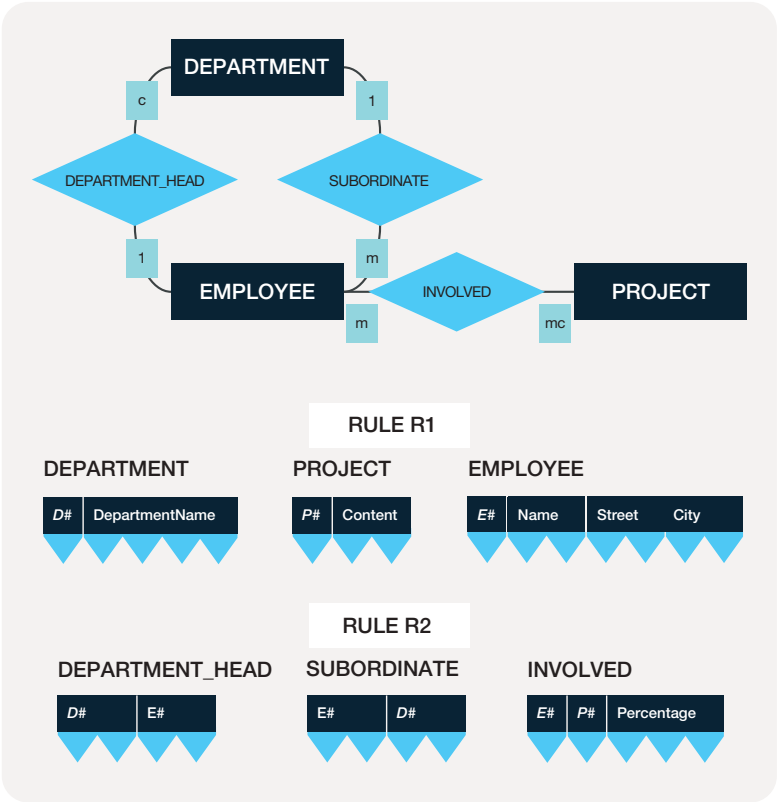 DEPARTMENT
c
1
DEPARTMENT_HEAD
SUBORDINATE
1
m
EMPLOYEE
INVOLVED
PROJECT
m
mc
RULE R1
DEPARTMENT
PROJECT
EMPLOYEE
D# DepartmentName
P# Content
E# Name Street City
RULE R2
DEPARTMENT_HEAD
SUBORDINATE
INVOLVED
D# E#
E# D#
E# P# Percentage